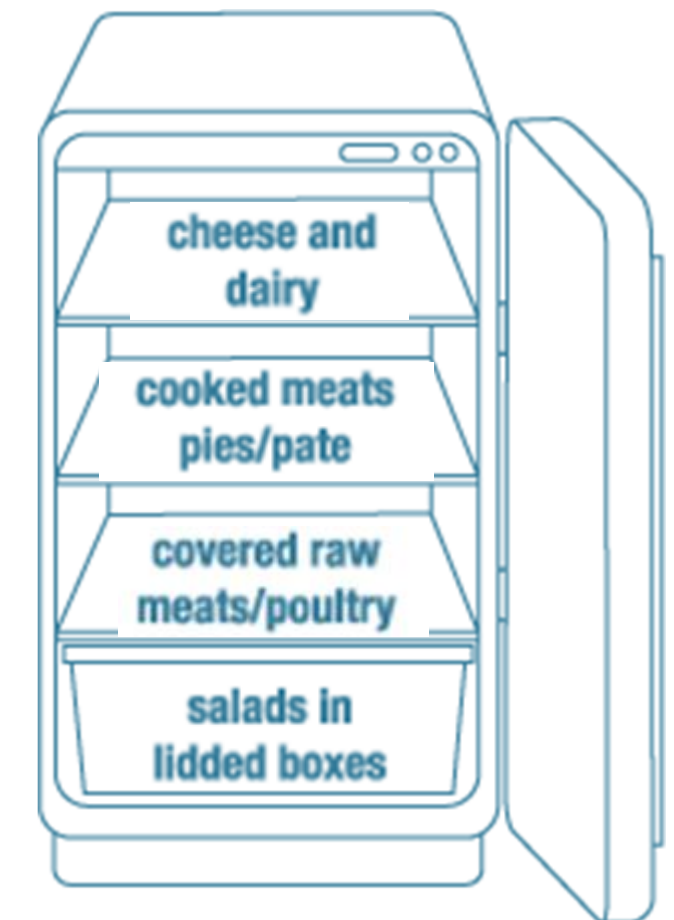 cheese and
dairy
cooked meats
pies/pate
covered raw
meats/poultry
salads in
lidded boxes